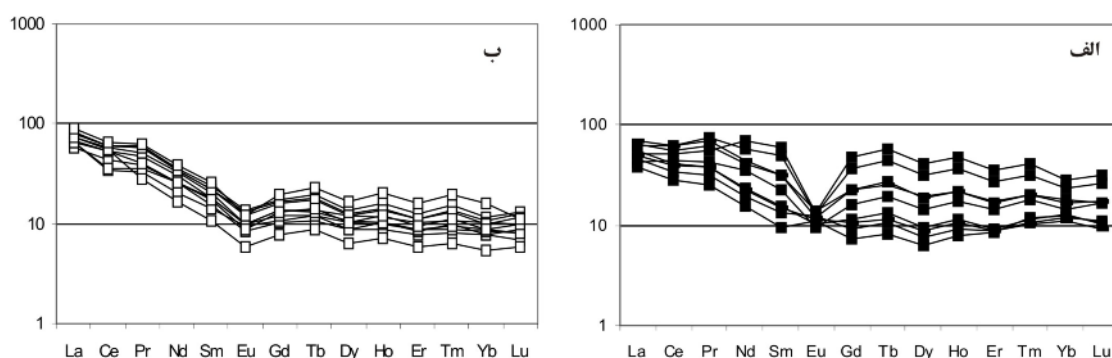 ب
1000
100
10
1
La Ce Pr Nd Sm Eu Gd Tb Dy Ho Er Tm Yb Lu
الف
1000
100
10
1
La Ce Pr Nd Sm Eu Gd Tb Dy Ho Er Tm Yb Lu